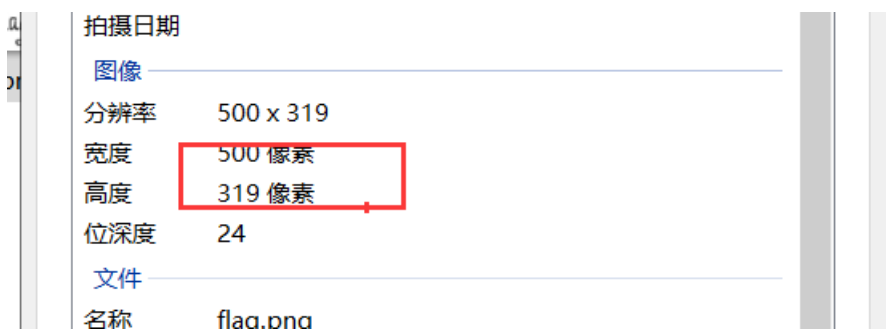 拍摄日期
图像
分辨率 500 x 319
宽度 500 像素
高度 319 像素
位深度 24
文件
名称 flag.png